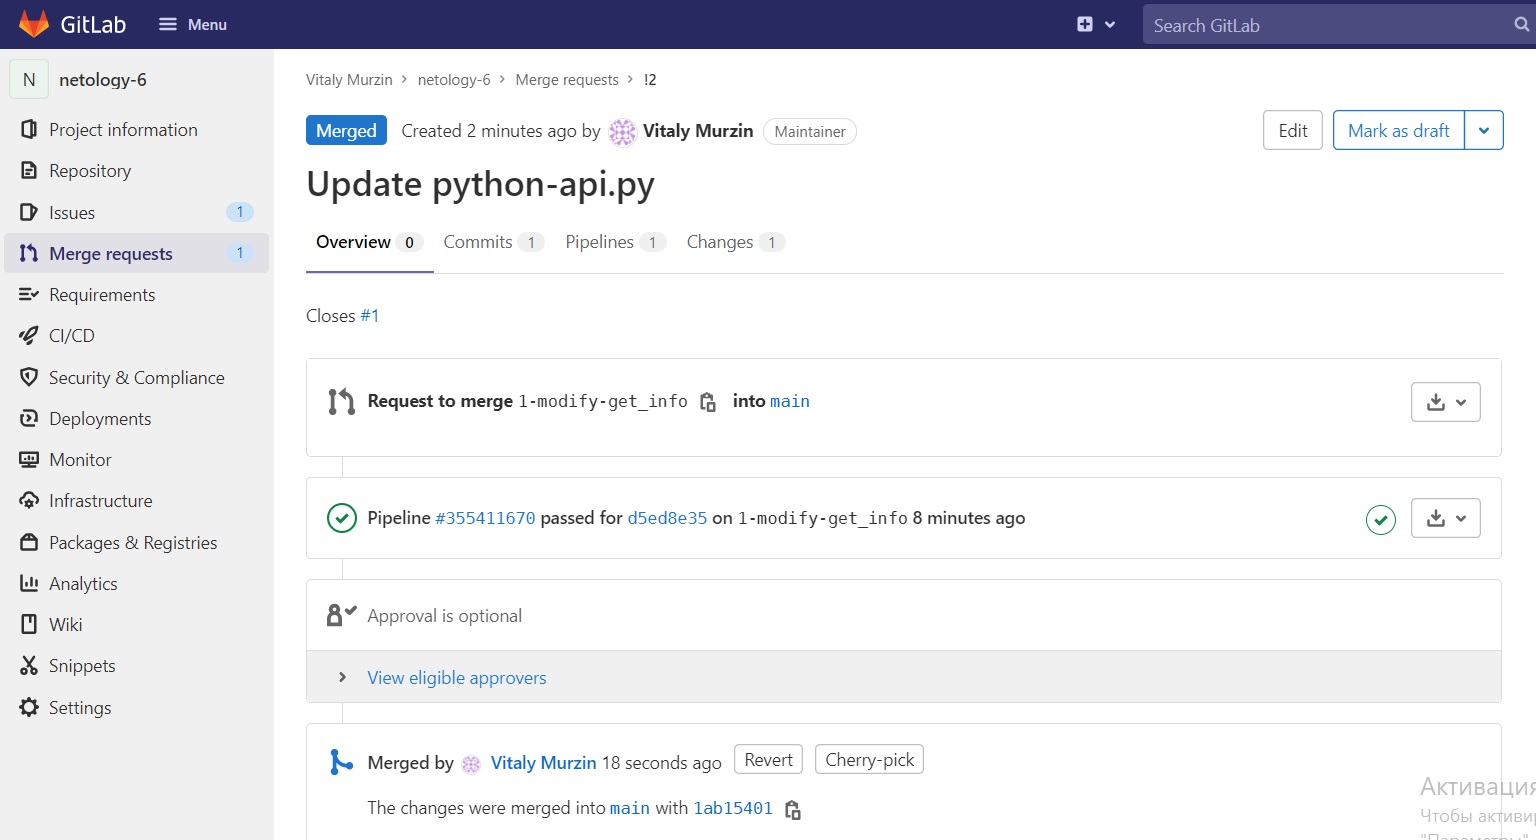 GitLab Menu Search GitLab
N netology-6
Project information
Repository
Issues 1
Merge requests 1
Requirements
CI/CD
Security & Compliance
Deployments
Monitor
Infrastructure
Packages & Registries
Analytics
Wiki
Snippets
Settings
Vitaly Murzin > netology-6 > Merge requests > !2
Merged Created 2 minutes ago by Vitaly Murzin Maintainer Edit Mark as draft
Update python-api.py
Overview 0 Commits 1 Pipelines 1 Changes 1
Closes #1
Request to merge 1-modify-get_info into main
Pipeline #355411670 passed for d5ed8e35 on 1-modify-get_info 8 minutes ago
Approval is optional
View eligible approvers
Merged by Vitaly Murzin 18 seconds ago Revert Cherry-pick
The changes were merged into main with 1ab15401
Активация
Чтобы активи